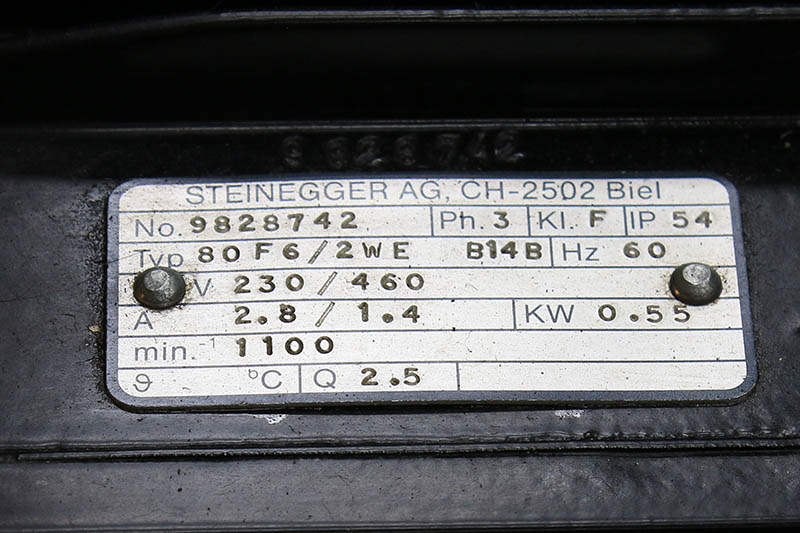 9828742
STEINEGGER AG, CH-2502 Biel
No. 9828742 Ph. 3 Kl. F IP 54
Typ 80 F 6/2WE B14B Hz 60
V 230/460
A 2.8/1.4 KW 0.55
min.⁻¹ 1100
ϑ °C Q 2.5